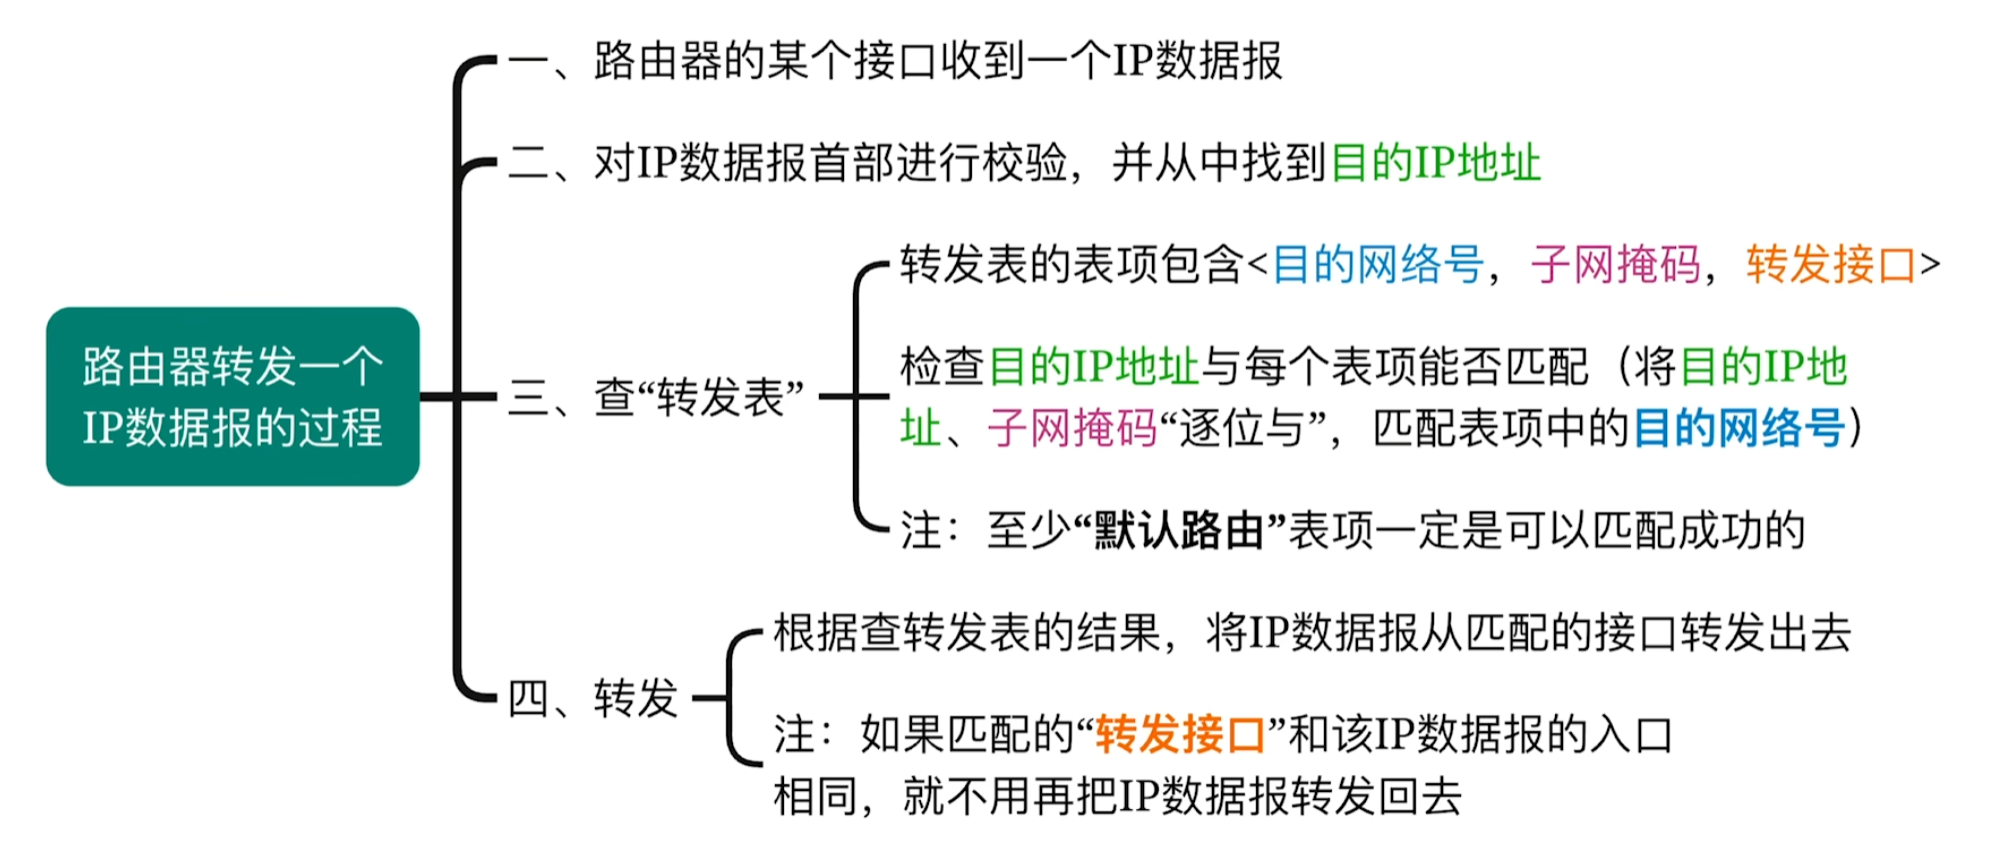 路由器转发一个
IP数据报的过程
一、路由器的某个接口收到一个IP数据报
二、对IP数据报首部进行校验，并从中找到目的IP地址
三、查“转发表”
转发表的表项包含<目的网络号，子网掩码，转发接口>
检查目的IP地址与每个表项能否匹配（将目的IP地
址、子网掩码“逐位与”，匹配表项中的目的网络号）
注：至少“默认路由”表项一定是可以匹配成功的
四、转发
根据查转发表的结果，将IP数据报从匹配的接口转发出去
注：如果匹配的“转发接口”和该IP数据报的入口
相同，就不用再把IP数据报转发回去